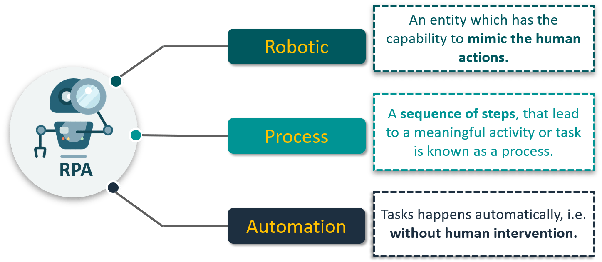 RPA
Robotic
An entity which has the
capability to mimic the human
actions.
Process
A sequence of steps, that lead
to a meaningful activity or task
is known as a process.
Automation
Tasks happens automatically, i.e.
without human intervention.